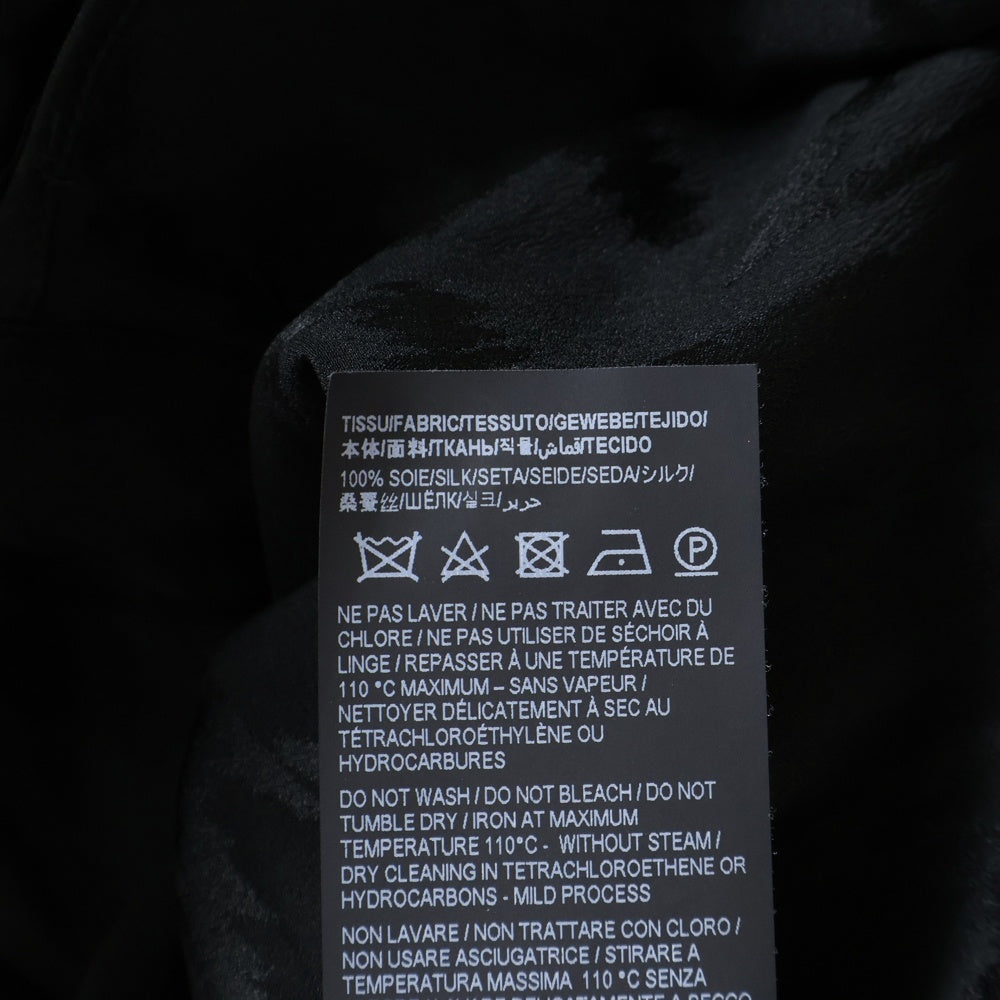 TISSU/FABRIC/TESSUTO/GEWEBE/TEJIDO/
本体/面料/ТКАНЬ/직물/قماش/TECIDO
100% SOIE/SILK/SETA/SEIDE/SEDA/シルク/
桑蚕丝/ШЁЛК/실크/حرير
P
NE PAS LAVER / NE PAS TRAITER AVEC DU
CHLORE / NE PAS UTILISER DE SÉCHOIR À
LINGE / REPASSER À UNE TEMPÉRATURE DE
110 °C MAXIMUM – SANS VAPEUR /
NETTOYER DÉLICATEMENT À SEC AU
TÉTRACHLOROÉTHYLÈNE OU
HYDROCARBURES
DO NOT WASH / DO NOT BLEACH / DO NOT
TUMBLE DRY / IRON AT MAXIMUM
TEMPERATURE 110°C - WITHOUT STEAM /
DRY CLEANING IN TETRACHLOROETHENE OR
HYDROCARBONS - MILD PROCESS
NON LAVARE / NON TRATTARE CON CLORO /
NON USARE ASCIUGATRICE / STIRARE A
TEMPERATURA MASSIMA 110 °C SENZA